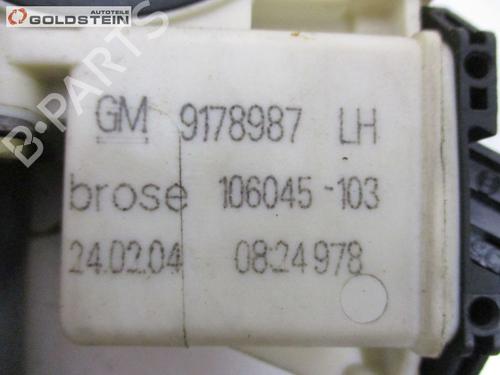 AUTOTEILE
GOLDSTEIN
GM 9178987 LH
brose 106045-103
24.02.04 08:24 978
B-PARTS